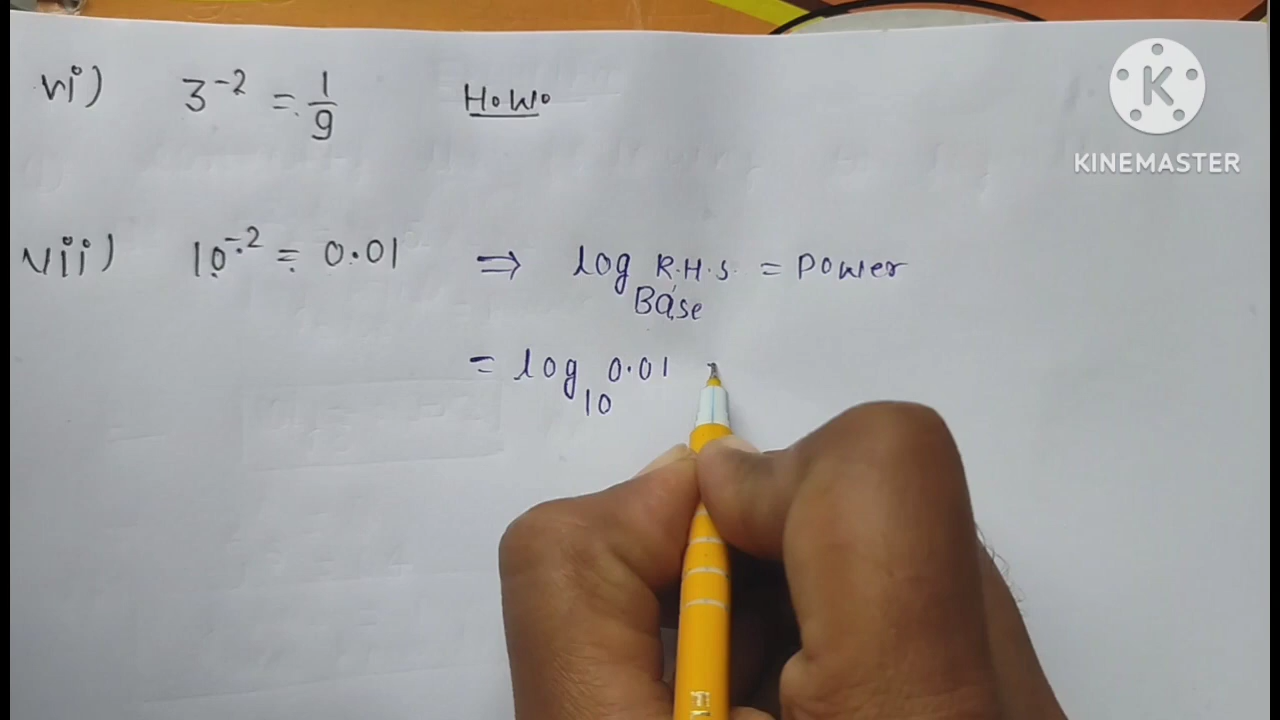 vi) 3⁻² = 1/9 H.W.
vii) 10⁻² = 0.01 ⇒ log_Base R.H.S. = Power
= log_10 0.01 =
KINEMASTER